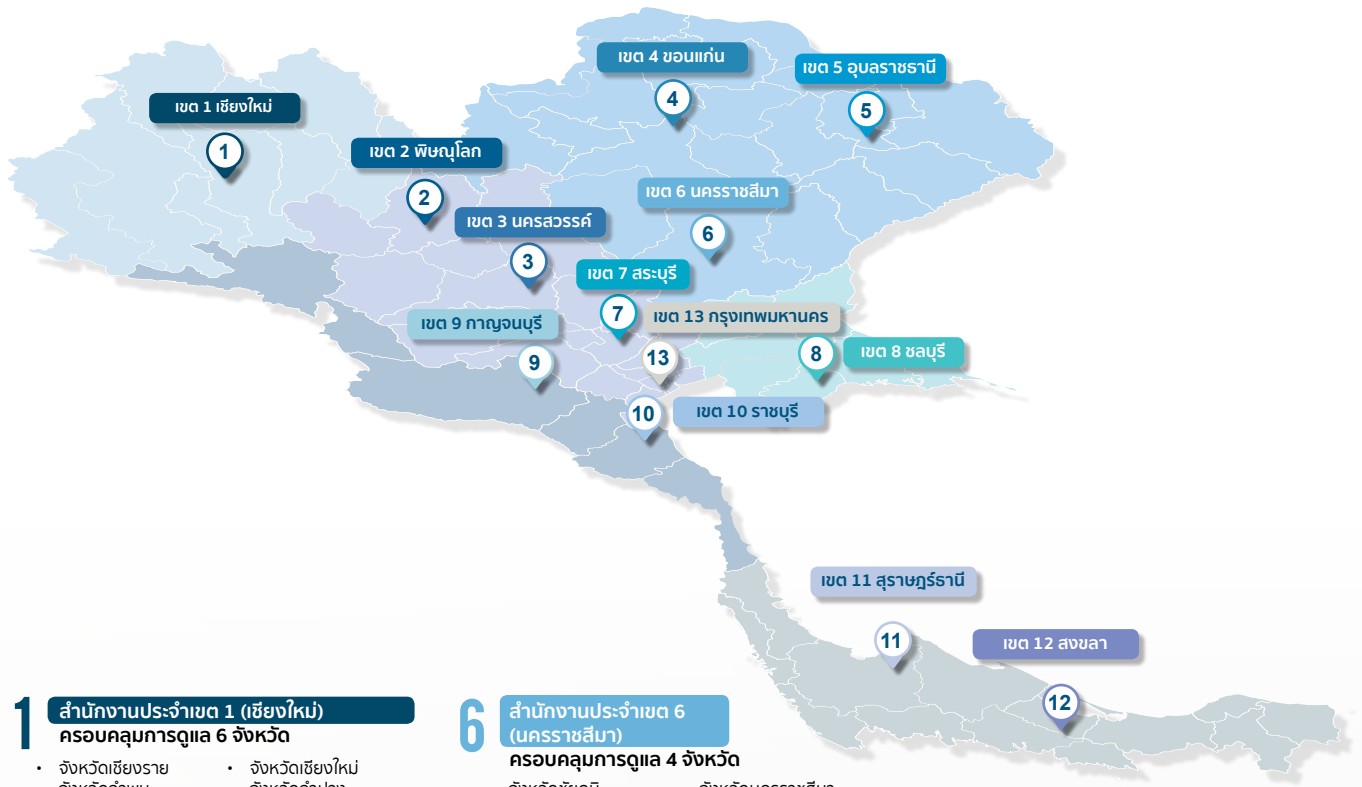 เขต 4 ขอนแก่น
เขต 5 อุบลราชธานี
4
5
เขต 1 เชียงใหม่
1
เขต 2 พิษณุโลก
2
เขต 6 นครราชสีมา
6
เขต 3 นครสวรรค์
3
เขต 7 สระบุรี
7
เขต 13 กรุงเทพมหานคร
13
เขต 9 กาญจนบุรี
9
8
เขต 8 ชลบุรี
10
เขต 10 ราชบุรี
เขต 11 สุราษฎร์ธานี
11
เขต 12 สงขลา
12
1
สำนักงานประจำเขต 1 (เชียงใหม่)
ครอบคลุมการดูแล 6 จังหวัด
• จังหวัดเชียงราย
• จังหวัดเชียงใหม่
6
สำนักงานประจำเขต 6
(นครราชสีมา)
ครอบคลุมการดูแล 4 จังหวัด